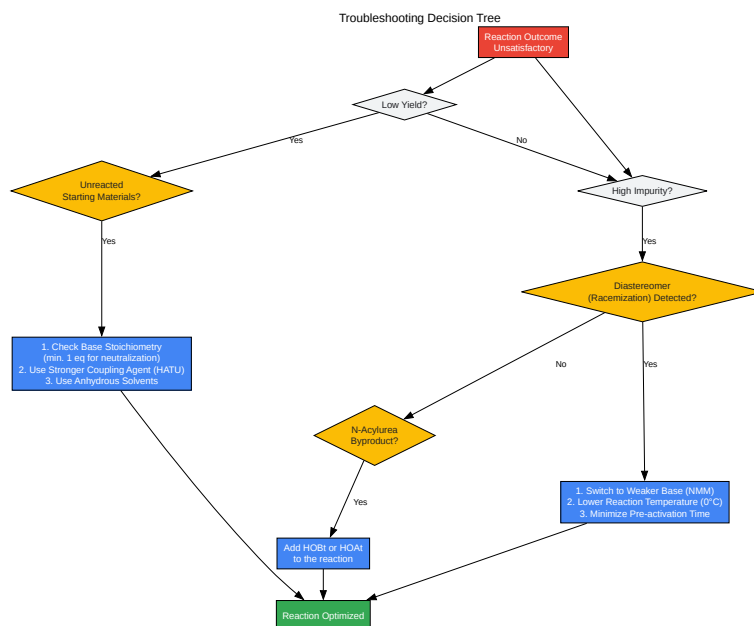 Troubleshooting Decision Tree
Reaction Outcome
Unsatisfactory
Low Yield?
Yes
No
Unreacted
Starting Materials?
High Impurity?
Yes
Yes
Diastereomer
(Racemization) Detected?
1. Check Base Stoichiometry
(min. 1 eq for neutralization)
2. Use Stronger Coupling Agent (HATU)
3. Use Anhydrous Solvents
No
Yes
N-Acylurea
Byproduct?
Yes
1. Switch to Weaker Base (NMM)
2. Lower Reaction Temperature (0°C)
3. Minimize Pre-activation Time
Add HOBt or HOAt
to the reaction
Reaction Optimized